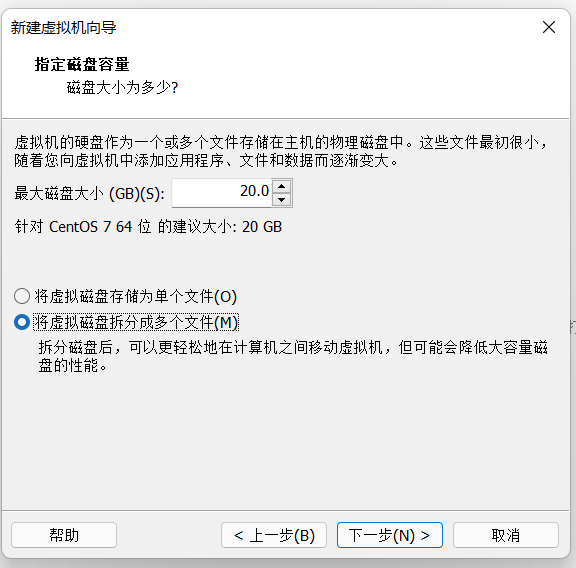 新建虚拟机向导
指定磁盘容量
磁盘大小为多少?
虚拟机的硬盘作为一个或多个文件存储在主机的物理磁盘中。这些文件最初很小，
随着您向虚拟机中添加应用程序、文件和数据而逐渐变大。
最大磁盘大小 (GB)(S): 20.0
针对 CentOS 7 64 位 的建议大小: 20 GB
将虚拟磁盘存储为单个文件(O)
将虚拟磁盘拆分成多个文件(M)
拆分磁盘后，可以更轻松地在计算机之间移动虚拟机，但可能会降低大容量磁
盘的性能。
帮助 < 上一步(B) 下一步(N) > 取消